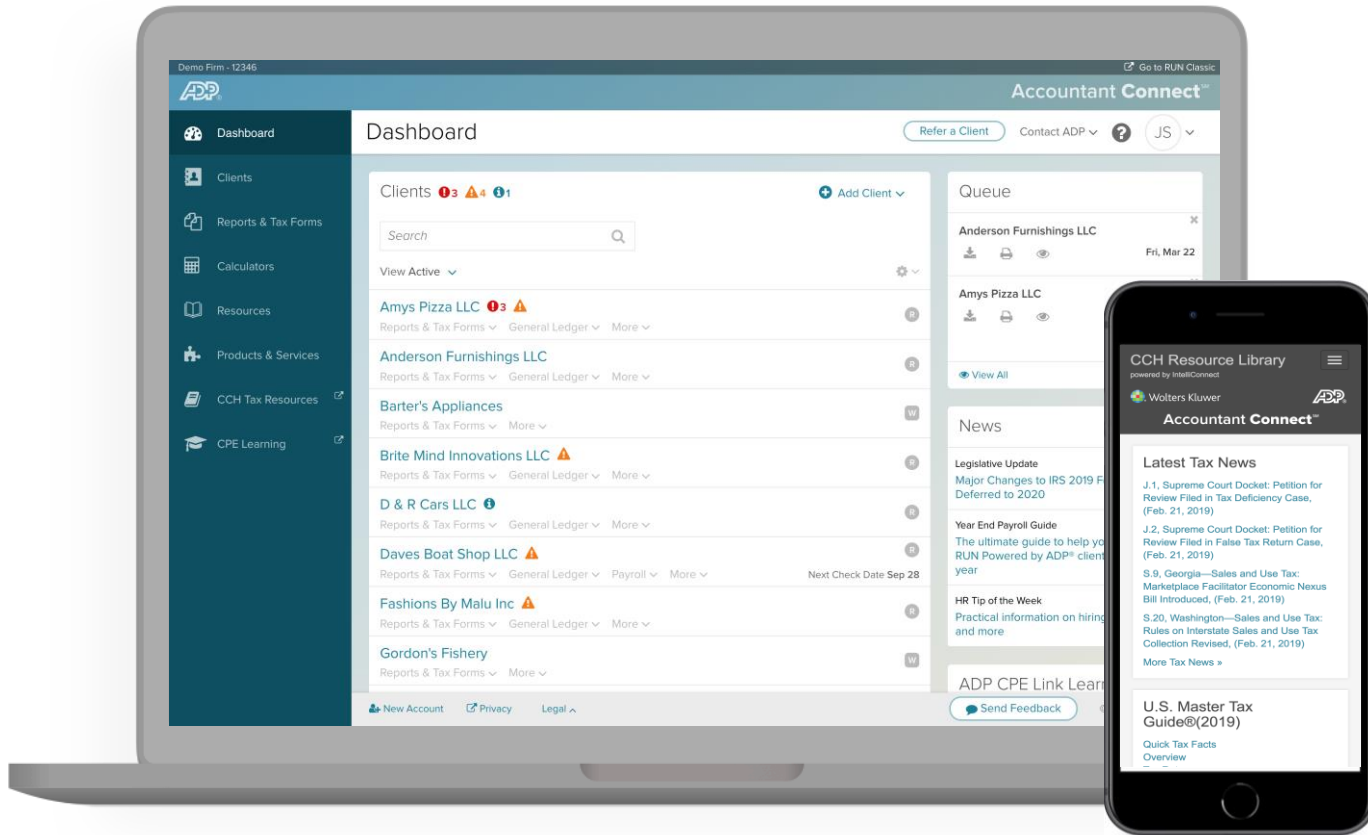 Demo Firm - 12346
Go to RUN Classic
ADP
Accountant Connect℠
Dashboard
Clients
Reports & Tax Forms
Calculators
Resources
Products & Services
CCH Tax Resources
CPE Learning
Dashboard
Refer a Client
Contact ADP
?
JS
Clients 3 4 1
Add Client
Search
View Active
Amys Pizza LLC 3
R
Reports & Tax Forms General Ledger More
Anderson Furnishings LLC
R
Reports & Tax Forms General Ledger More
Barter's Appliances
W
Reports & Tax Forms More
Brite Mind Innovations LLC
R
Reports & Tax Forms General Ledger More
D & R Cars LLC
R
Reports & Tax Forms General Ledger More
Daves Boat Shop LLC
R
Reports & Tax Forms General Ledger Payroll More
Next Check Date Sep 28
Fashions By Malu Inc
R
Reports & Tax Forms General Ledger More
Gordon's Fishery
W
Reports & Tax Forms More
New Account
Privacy
Legal
Queue
Anderson Furnishings LLC
Fri, Mar 22
Amys Pizza LLC
View All
News
Legislative Update
Major Changes to IRS 2019
Deferred to 2020
Year End Payroll Guide
The ultimate guide to help
RUN Powered by ADP® client
year
HR Tip of the Week
Practical information on hiring
and more
ADP CPE Link
Send Feedback
CCH Resource Library
powered by IntelliConnect
Wolters Kluwer
ADP
Accountant Connect℠
Latest Tax News
J.1, Supreme Court Docket: Petition for
Review Filed in Tax Deficiency Case,
(Feb. 21, 2019)
J.2, Supreme Court Docket: Petition for
Review Filed in False Tax Return Case,
(Feb. 21, 2019)
S.9, Georgia—Sales and Use Tax:
Marketplace Facilitator Economic Nexus
Bill Introduced, (Feb. 21, 2019)
S.20, Washington—Sales and Use Tax:
Rules on Interstate Sales and Use Tax
Collection Revised, (Feb. 21, 2019)
More Tax News »
U.S. Master Tax
Guide®(2019)
Quick Tax Facts
Overview